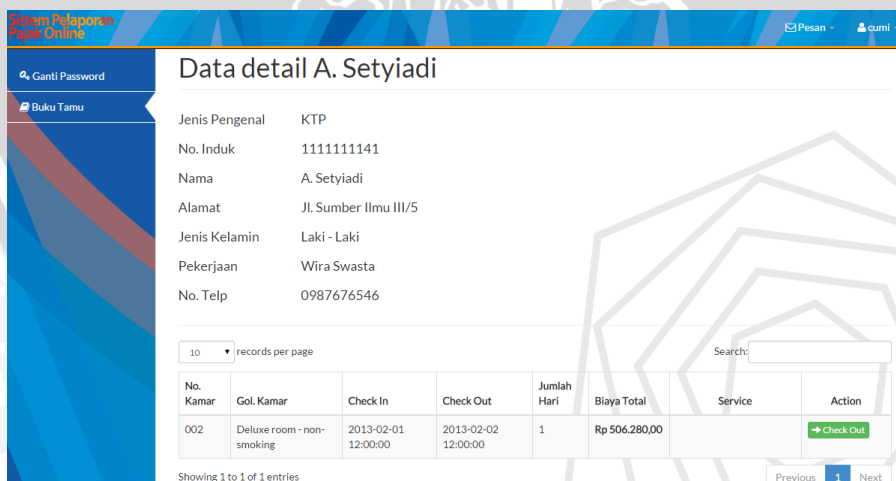 Sistem Pelaporan
Pajak Online
Pesan
cumi
Ganti Password
Buku Tamu
Data detail A. Setyiadi
Jenis Pengenal KTP
No. Induk 1111111141
Nama A. Setyiadi
Alamat Jl. Sumber Ilmu III/5
Jenis Kelamin Laki - Laki
Pekerjaan Wira Swasta
No. Telp 0987676546
10 records per page
Search:
No. Kamar Gol. Kamar Check In Check Out Jumlah Hari Biaya Total Service Action
002 Deluxe room - non-smoking 2013-02-01 12:00:00 2013-02-02 12:00:00 1 Rp 506.280,00 Check Out
Showing 1 to 1 of 1 entries
Previous 1 Next